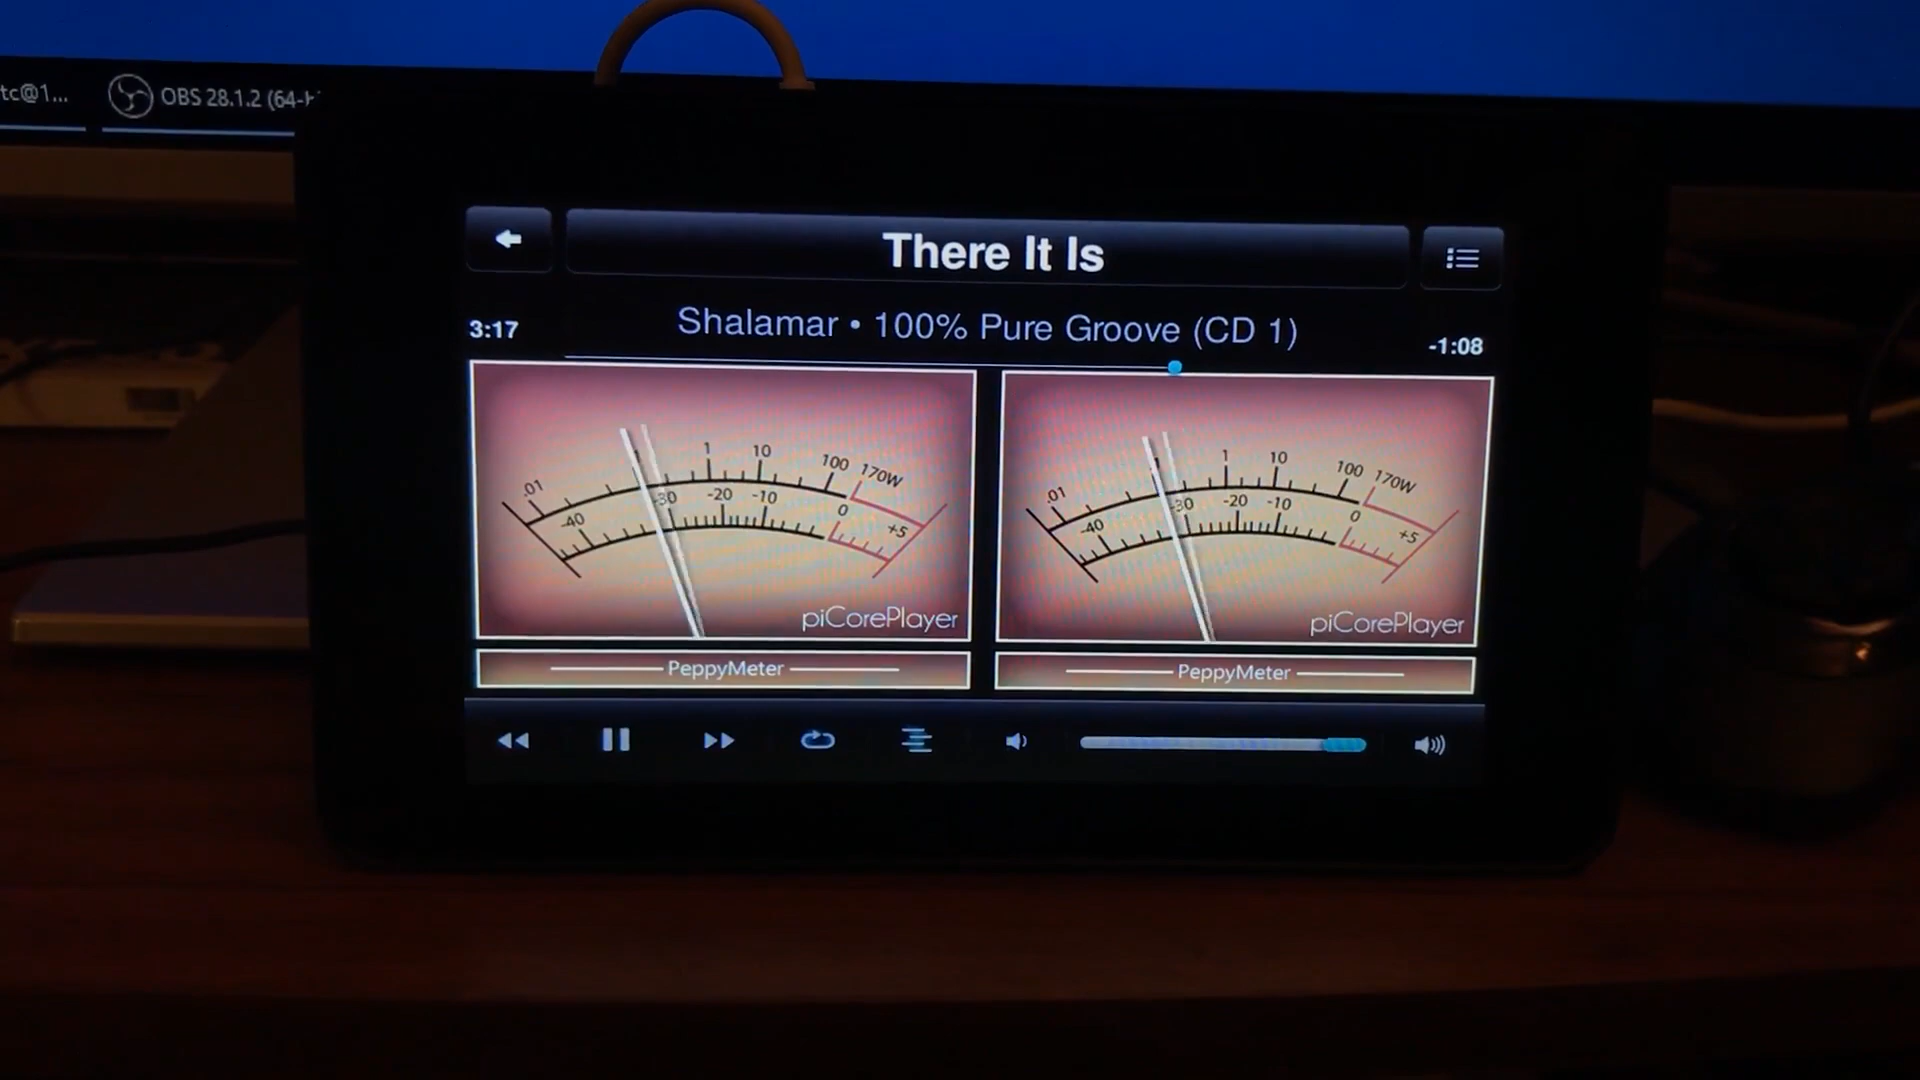 tc@1...
OBS 28.1.2 (64-
There It Is
3:17
Shalamar • 100% Pure Groove (CD 1)
-1:08
.01 .1 1 10 100 170W
-40 -30 -20 -10 0 +5
piCorePlayer
PeppyMeter
.01 .1 1 10 100 170W
-40 -30 -20 -10 0 +5
piCorePlayer
PeppyMeter